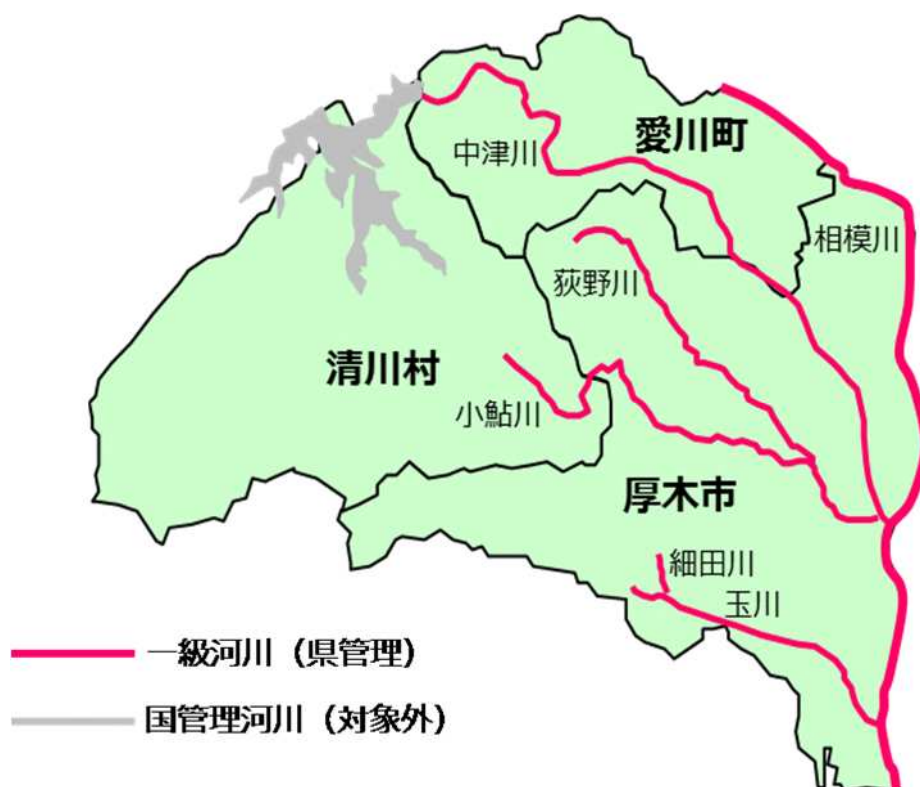 愛川町
中津川
相模川
荻野川
清川村
小鮎川
厚木市
細田川
玉川
一級河川（県管理）
国管理河川（対象外）